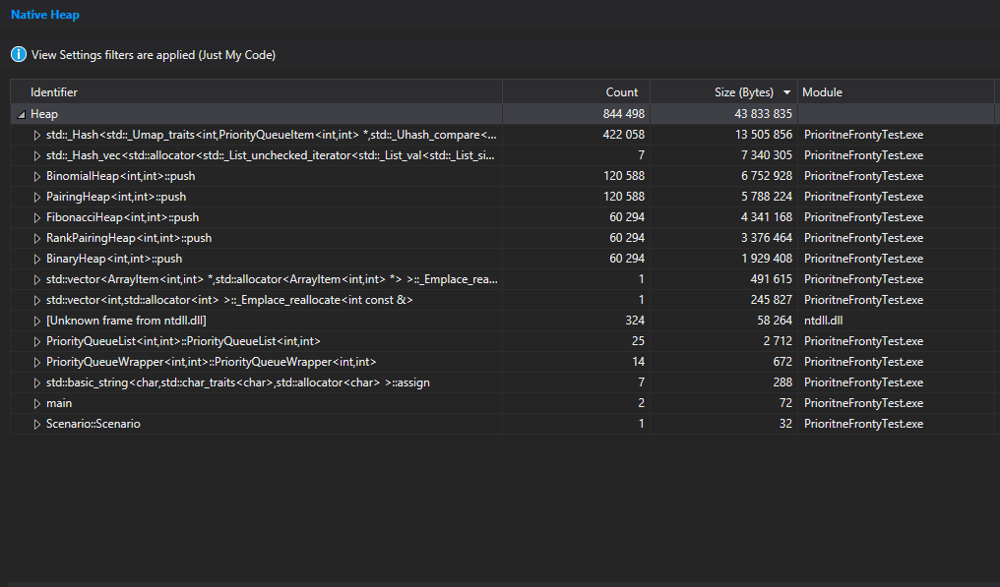 Native Heap
View Settings filters are applied (Just My Code)
Identifier Count Size (Bytes) Module
Heap 844 498 43 833 835
std::_Hash<std::_Umap_traits<int,PriorityQueueItem<int,int> *,std::_Uhash_compare<... 422 058 13 505 856 PrioritneFrontyTest.exe
std::_Hash_vec<std::allocator<std::_List_unchecked_iterator<std::_List_val<std::_List_si... 7 7 340 305 PrioritneFrontyTest.exe
BinomialHeap<int,int>::push 120 588 6 752 928 PrioritneFrontyTest.exe
PairingHeap<int,int>::push 120 588 5 788 224 PrioritneFrontyTest.exe
FibonacciHeap<int,int>::push 60 294 4 341 168 PrioritneFrontyTest.exe
RankPairingHeap<int,int>::push 60 294 3 376 464 PrioritneFrontyTest.exe
BinaryHeap<int,int>::push 60 294 1 929 408 PrioritneFrontyTest.exe
std::vector<ArrayItem<int,int> *,std::allocator<ArrayItem<int,int> *> >::_Emplace_rea... 1 491 615 PrioritneFrontyTest.exe
std::vector<int,std::allocator<int> >::_Emplace_reallocate<int const &> 1 245 827 PrioritneFrontyTest.exe
[Unknown frame from ntdll.dll] 324 58 264 ntdll.dll
PriorityQueueList<int,int>::PriorityQueueList<int,int> 25 2 712 PrioritneFrontyTest.exe
PriorityQueueWrapper<int,int>::PriorityQueueWrapper<int,int> 14 672 PrioritneFrontyTest.exe
std::basic_string<char,std::char_traits<char>,std::allocator<char> >::assign 7 288 PrioritneFrontyTest.exe
main 2 72 PrioritneFrontyTest.exe
Scenario::Scenario 1 32 PrioritneFrontyTest.exe